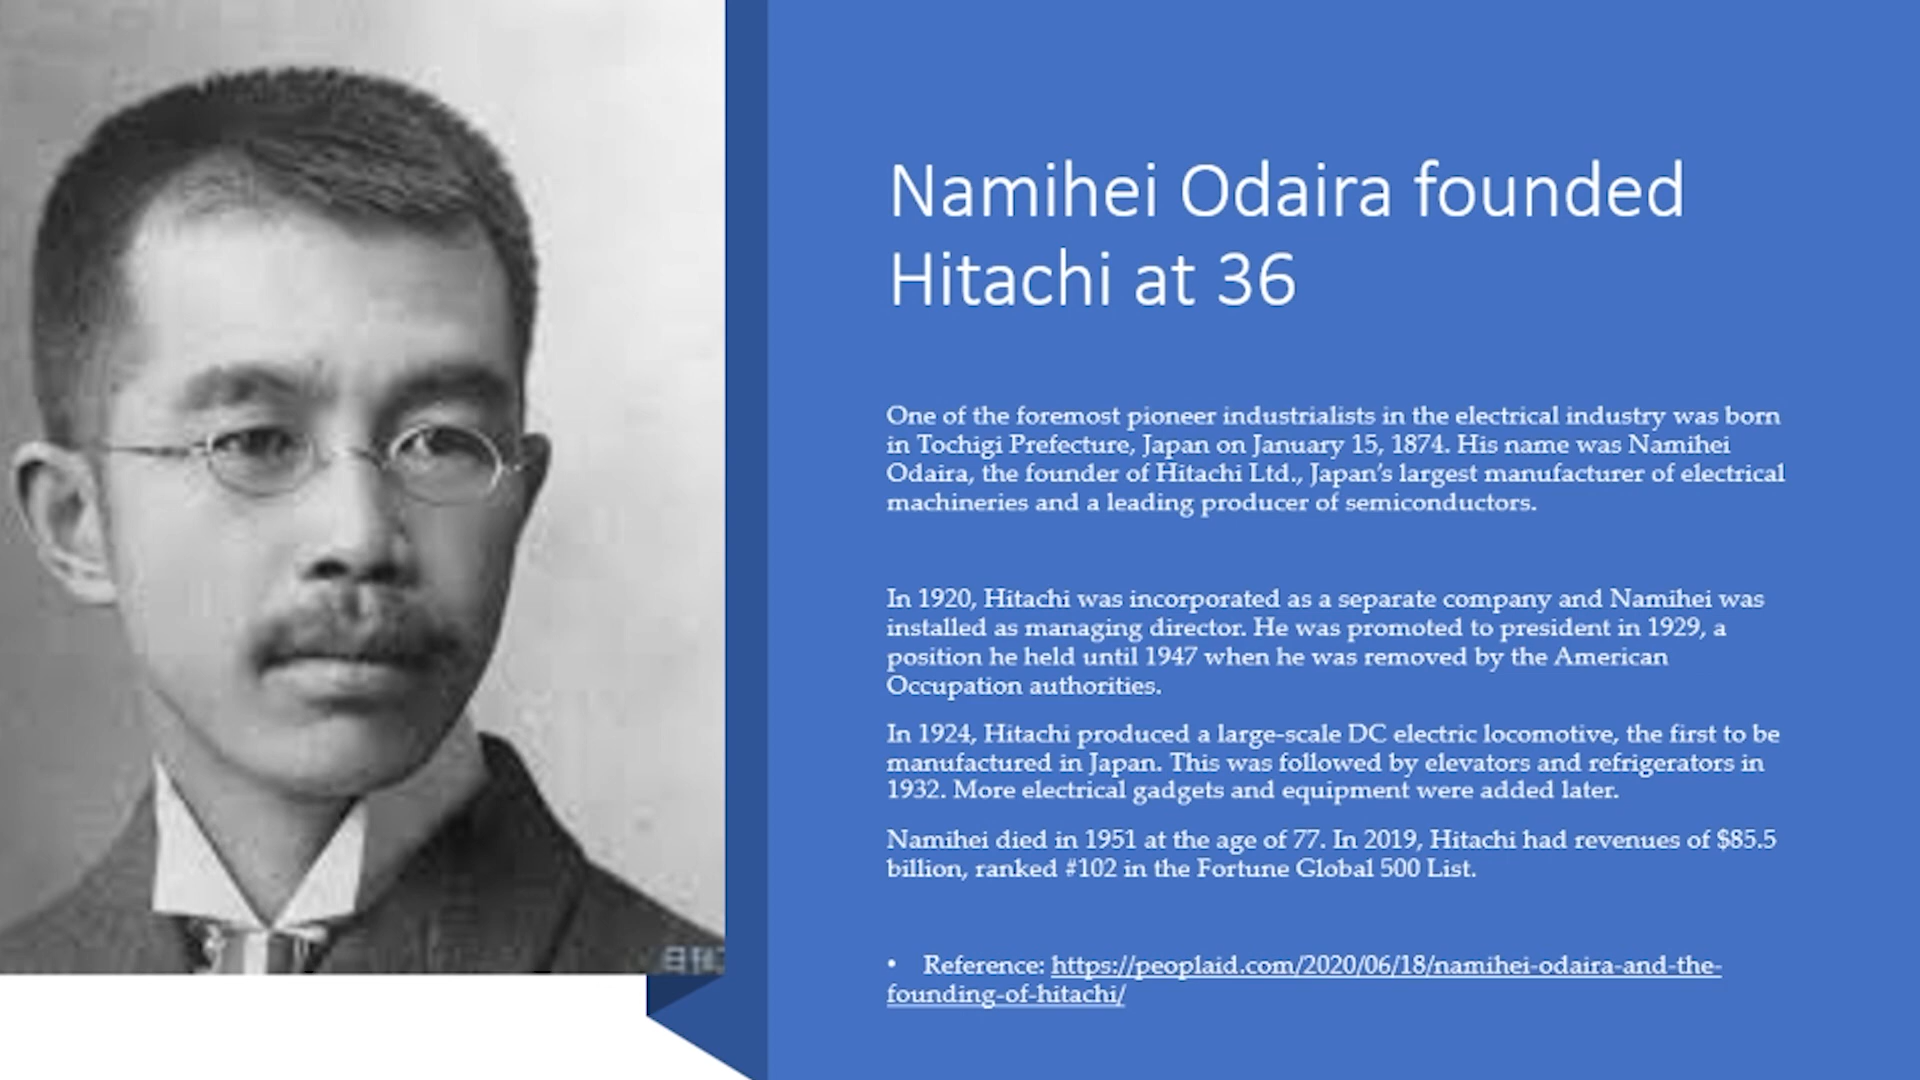 Namihei Odaira founded
Hitachi at 36
One of the foremost pioneer industrialists in the electrical industry was born
in Tochigi Prefecture, Japan on January 15, 1874. His name was Namihei
Odaira, the founder of Hitachi Ltd., Japan’s largest manufacturer of electrical
machineries and a leading producer of semiconductors.
In 1920, Hitachi was incorporated as a separate company and Namihei was
installed as managing director. He was promoted to president in 1929, a
position he held until 1947 when he was removed by the American
Occupation authorities.
In 1924, Hitachi produced a large-scale DC electric locomotive, the first to be
manufactured in Japan. This was followed by elevators and refrigerators in
1932. More electrical gadgets and equipment were added later.
Namihei died in 1951 at the age of 77. In 2019, Hitachi had revenues of $85.5
billion, ranked #102 in the Fortune Global 500 List.
• Reference: https://peoplaid.com/2020/06/18/namihei-odaira-and-the-
founding-of-hitachi/